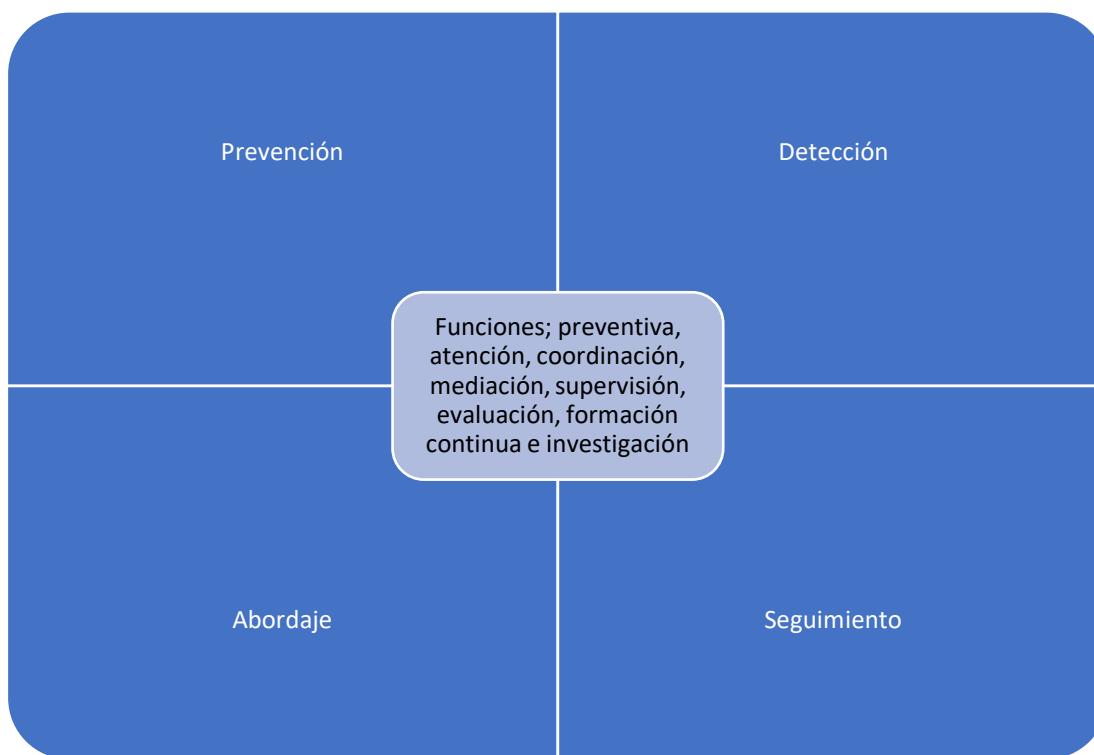 Prevención
Detección
Funciones; preventiva,
atención, coordinación,
mediación, supervisión,
evaluación, formación
continua e investigación
Abordaje
Seguimiento